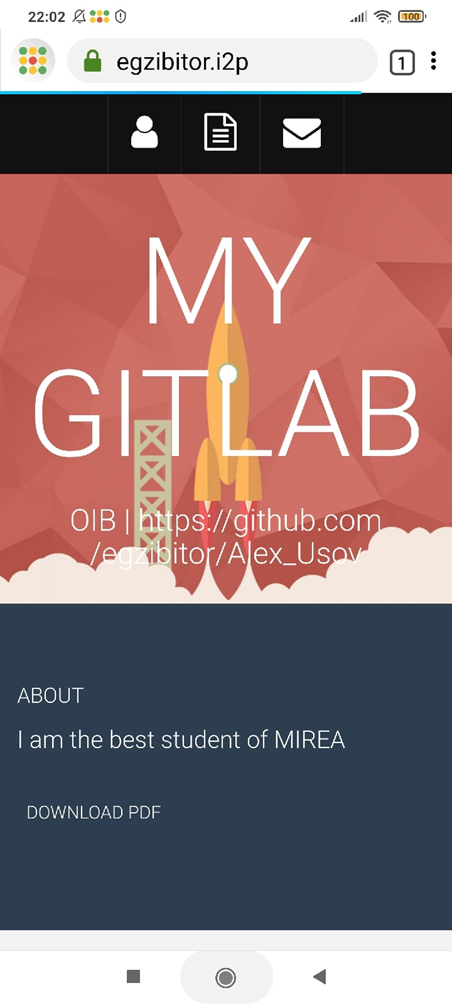 22:02
100
egzibitor.i2p
1
MY
GITLAB
OIB | https://github.com
/egzibitor/Alex_Usov
ABOUT
I am the best student of MIREA
DOWNLOAD PDF